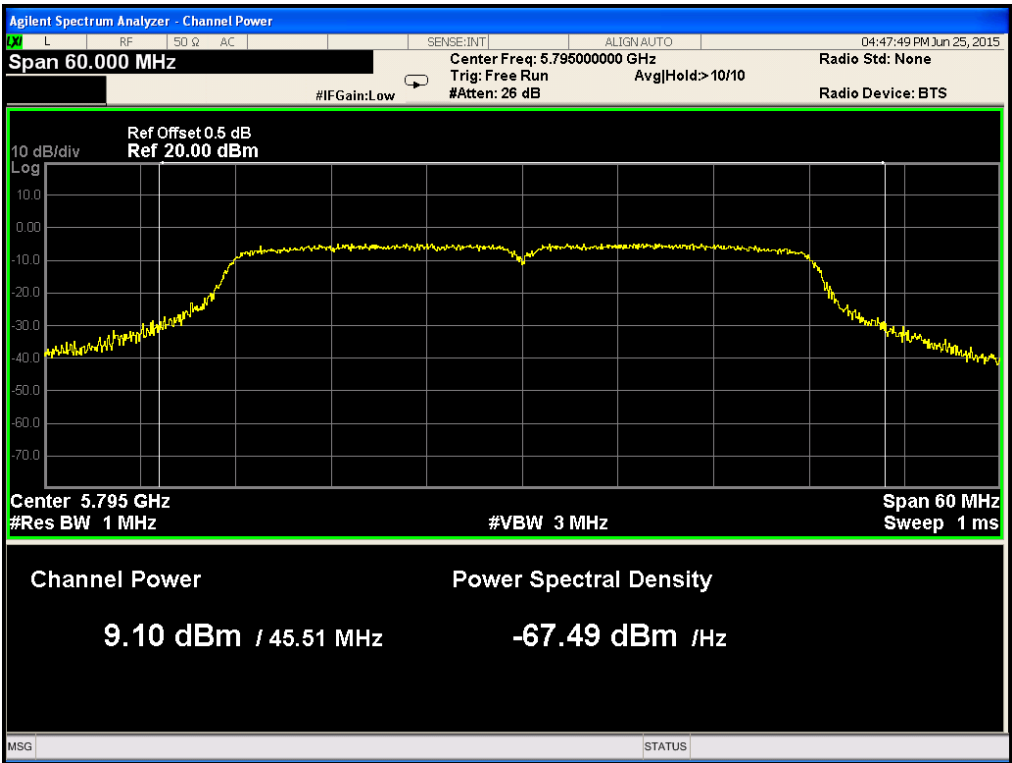 Agilent Spectrum Analyzer - Channel Power
LXI L RF 50 Ω AC SENSE:INT ALIGN AUTO 04:47:49 PM Jun 25, 2015
Span 60.000 MHz Center Freq: 5.795000000 GHz Radio Std: None
Trig: Free Run Avg|Hold:>10/10
#IFGain:Low #Atten: 26 dB Radio Device: BTS
Ref Offset 0.5 dB
10 dB/div Ref 20.00 dBm
Log
10.0
0.00
-10.0
-20.0
-30.0
-40.0
-50.0
-60.0
-70.0
Center 5.795 GHz Span 60 MHz
#Res BW 1 MHz #VBW 3 MHz Sweep 1 ms
Channel Power Power Spectral Density
9.10 dBm / 45.51 MHz -67.49 dBm /Hz
MSG STATUS